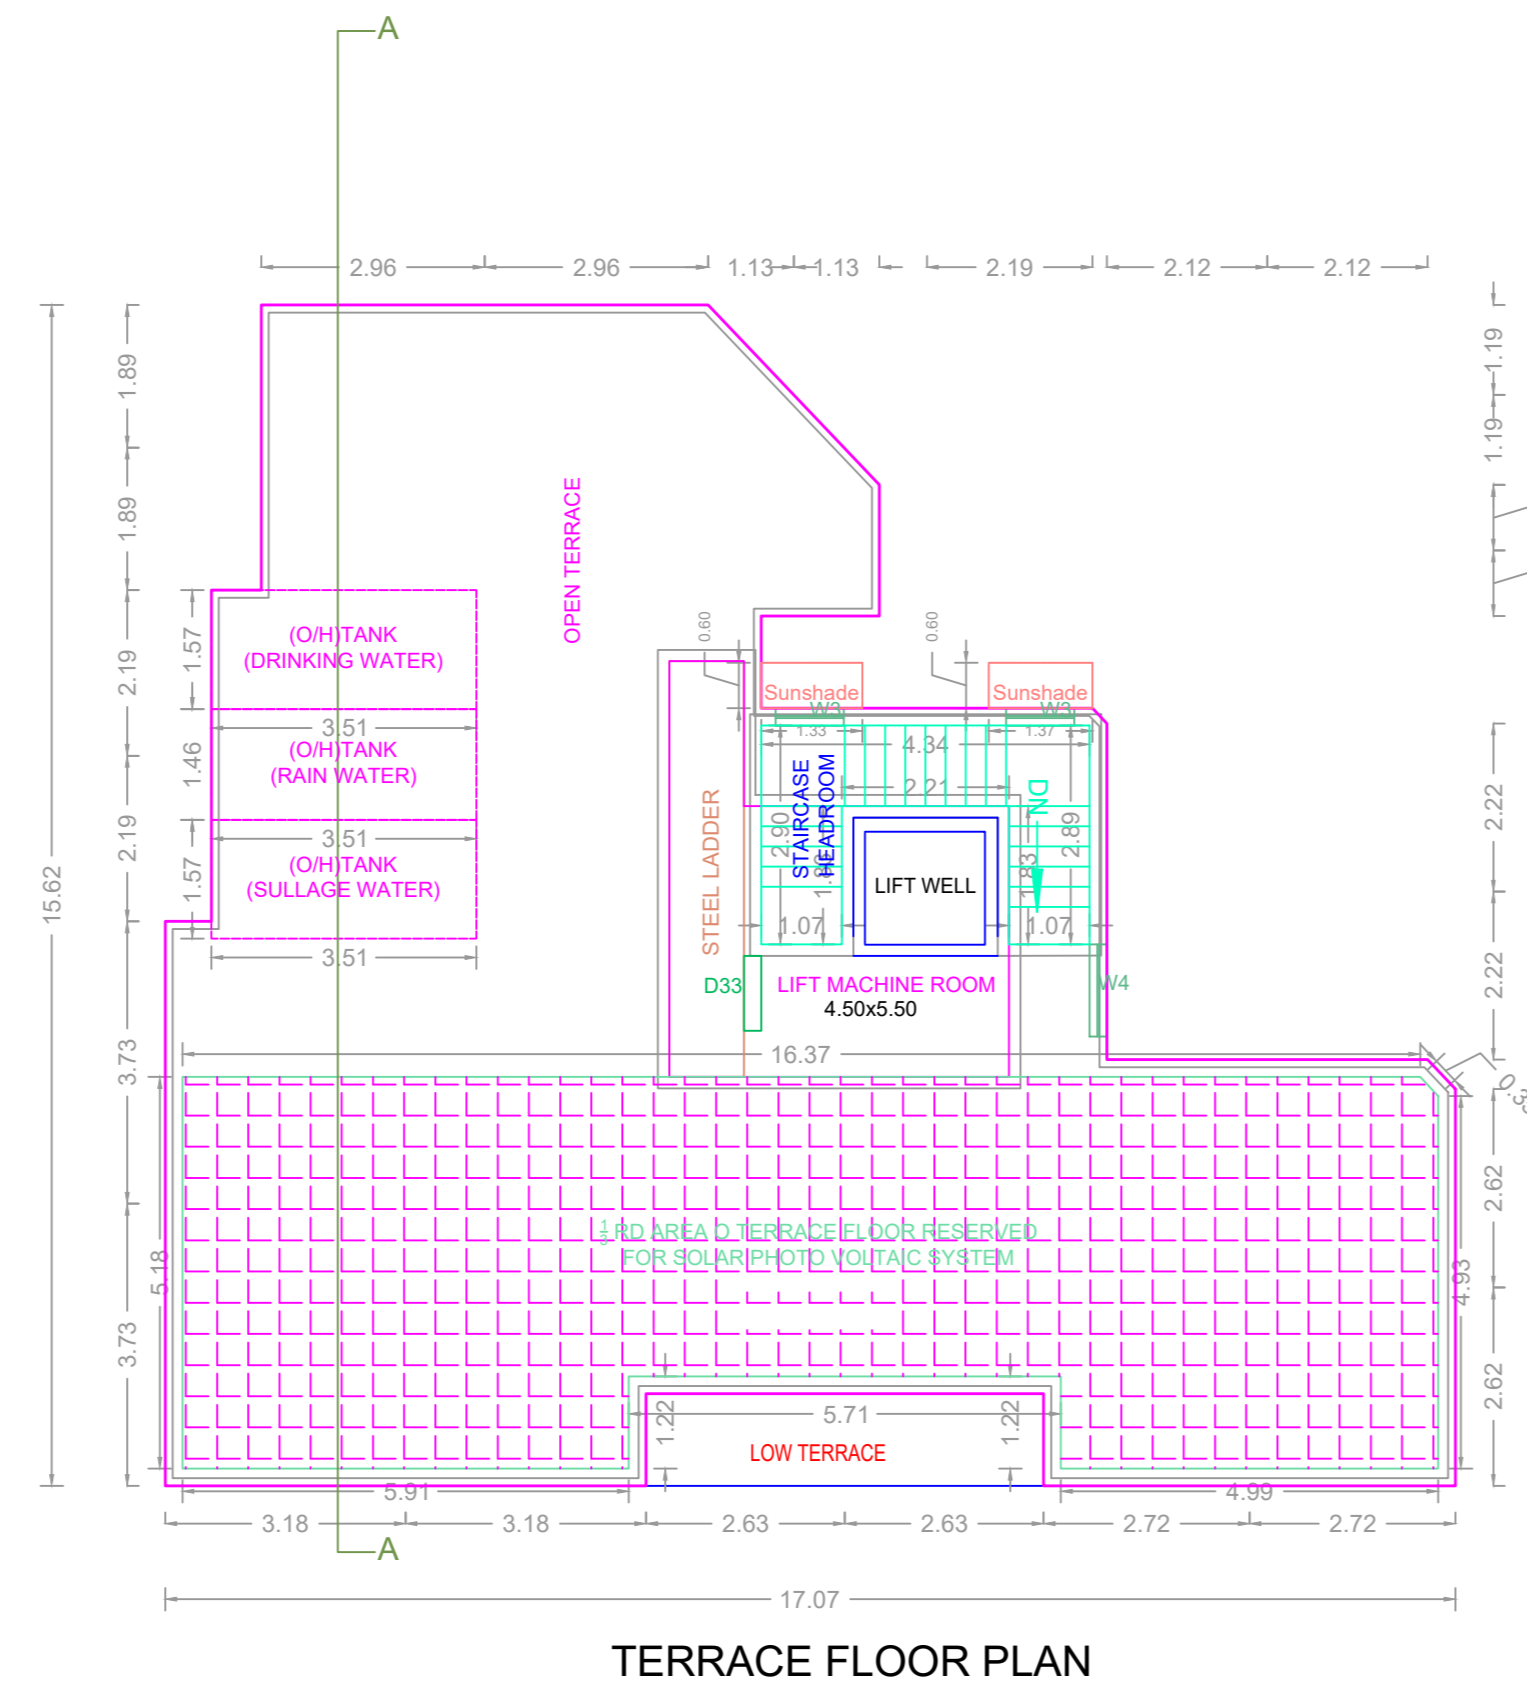 A
2.96
2.96
1.13
1.13
2.19
2.12
2.12
15.62
1.89
1.89
2.19
2.19
3.73
3.73
1.57
1.46
1.57
(O/H)TANK
(DRINKING WATER)
3.51
(O/H)TANK
(RAIN WATER)
3.51
(O/H)TANK
(SULLAGE WATER)
3.51
OPEN TERRACE
0.60
0.60
Sunshade
Sunshade
W3
W3
1.33
1.37
4.34
2.21
STAIRCASE
HEADROOM
2.90
DN
2.89
1.83
1.07
1.07
LIFT WELL
STEEL LADDER
D33
LIFT MACHINE ROOM
4.50x5.50
W4
1.19
1.19
2.22
2.22
2.62
2.62
16.37
5.18
4.93
1/3 RD AREA O TERRACE FLOOR RESERVED
FOR SOLAR PHOTO VOLTAIC SYSTEM
1.22
5.71
1.22
LOW TERRACE
5.91
4.99
3.18
3.18
2.63
2.63
2.72
2.72
A
17.07
TERRACE FLOOR PLAN